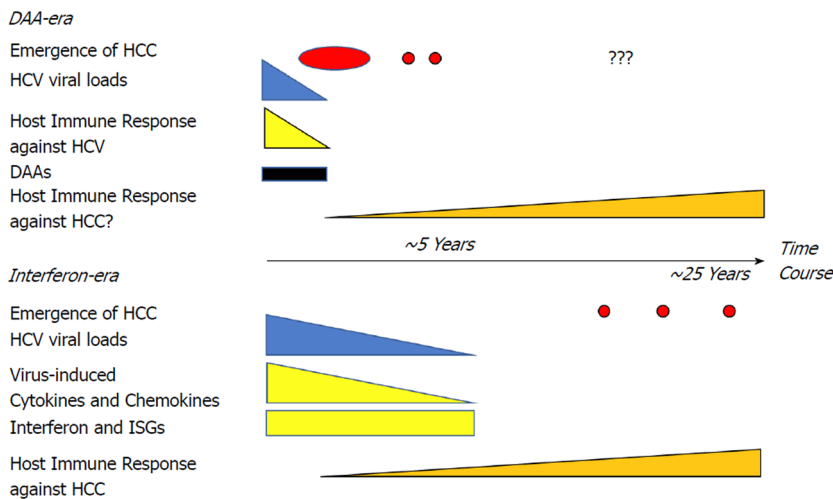 DAA-era
Emergence of HCC
???
HCV viral loads
Host Immune Response
against HCV
DAAs
Host Immune Response
against HCC?
~5 Years
Time
Course
Interferon-era
~25 Years
Emergence of HCC
HCV viral loads
Virus-induced
Cytokines and Chemokines
Interferon and ISGs
Host Immune Response
against HCC